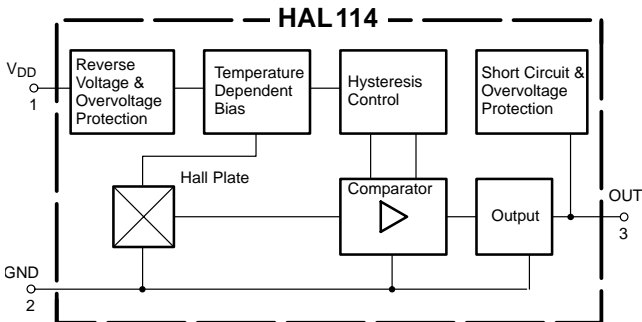 HAL 114
VDD
1
Reverse
Voltage &
Overvoltage
Protection
Temperature
Dependent
Bias
Hysteresis
Control
Short Circuit &
Overvoltage
Protection
Hall Plate
Comparator
Output
OUT
3
GND
2